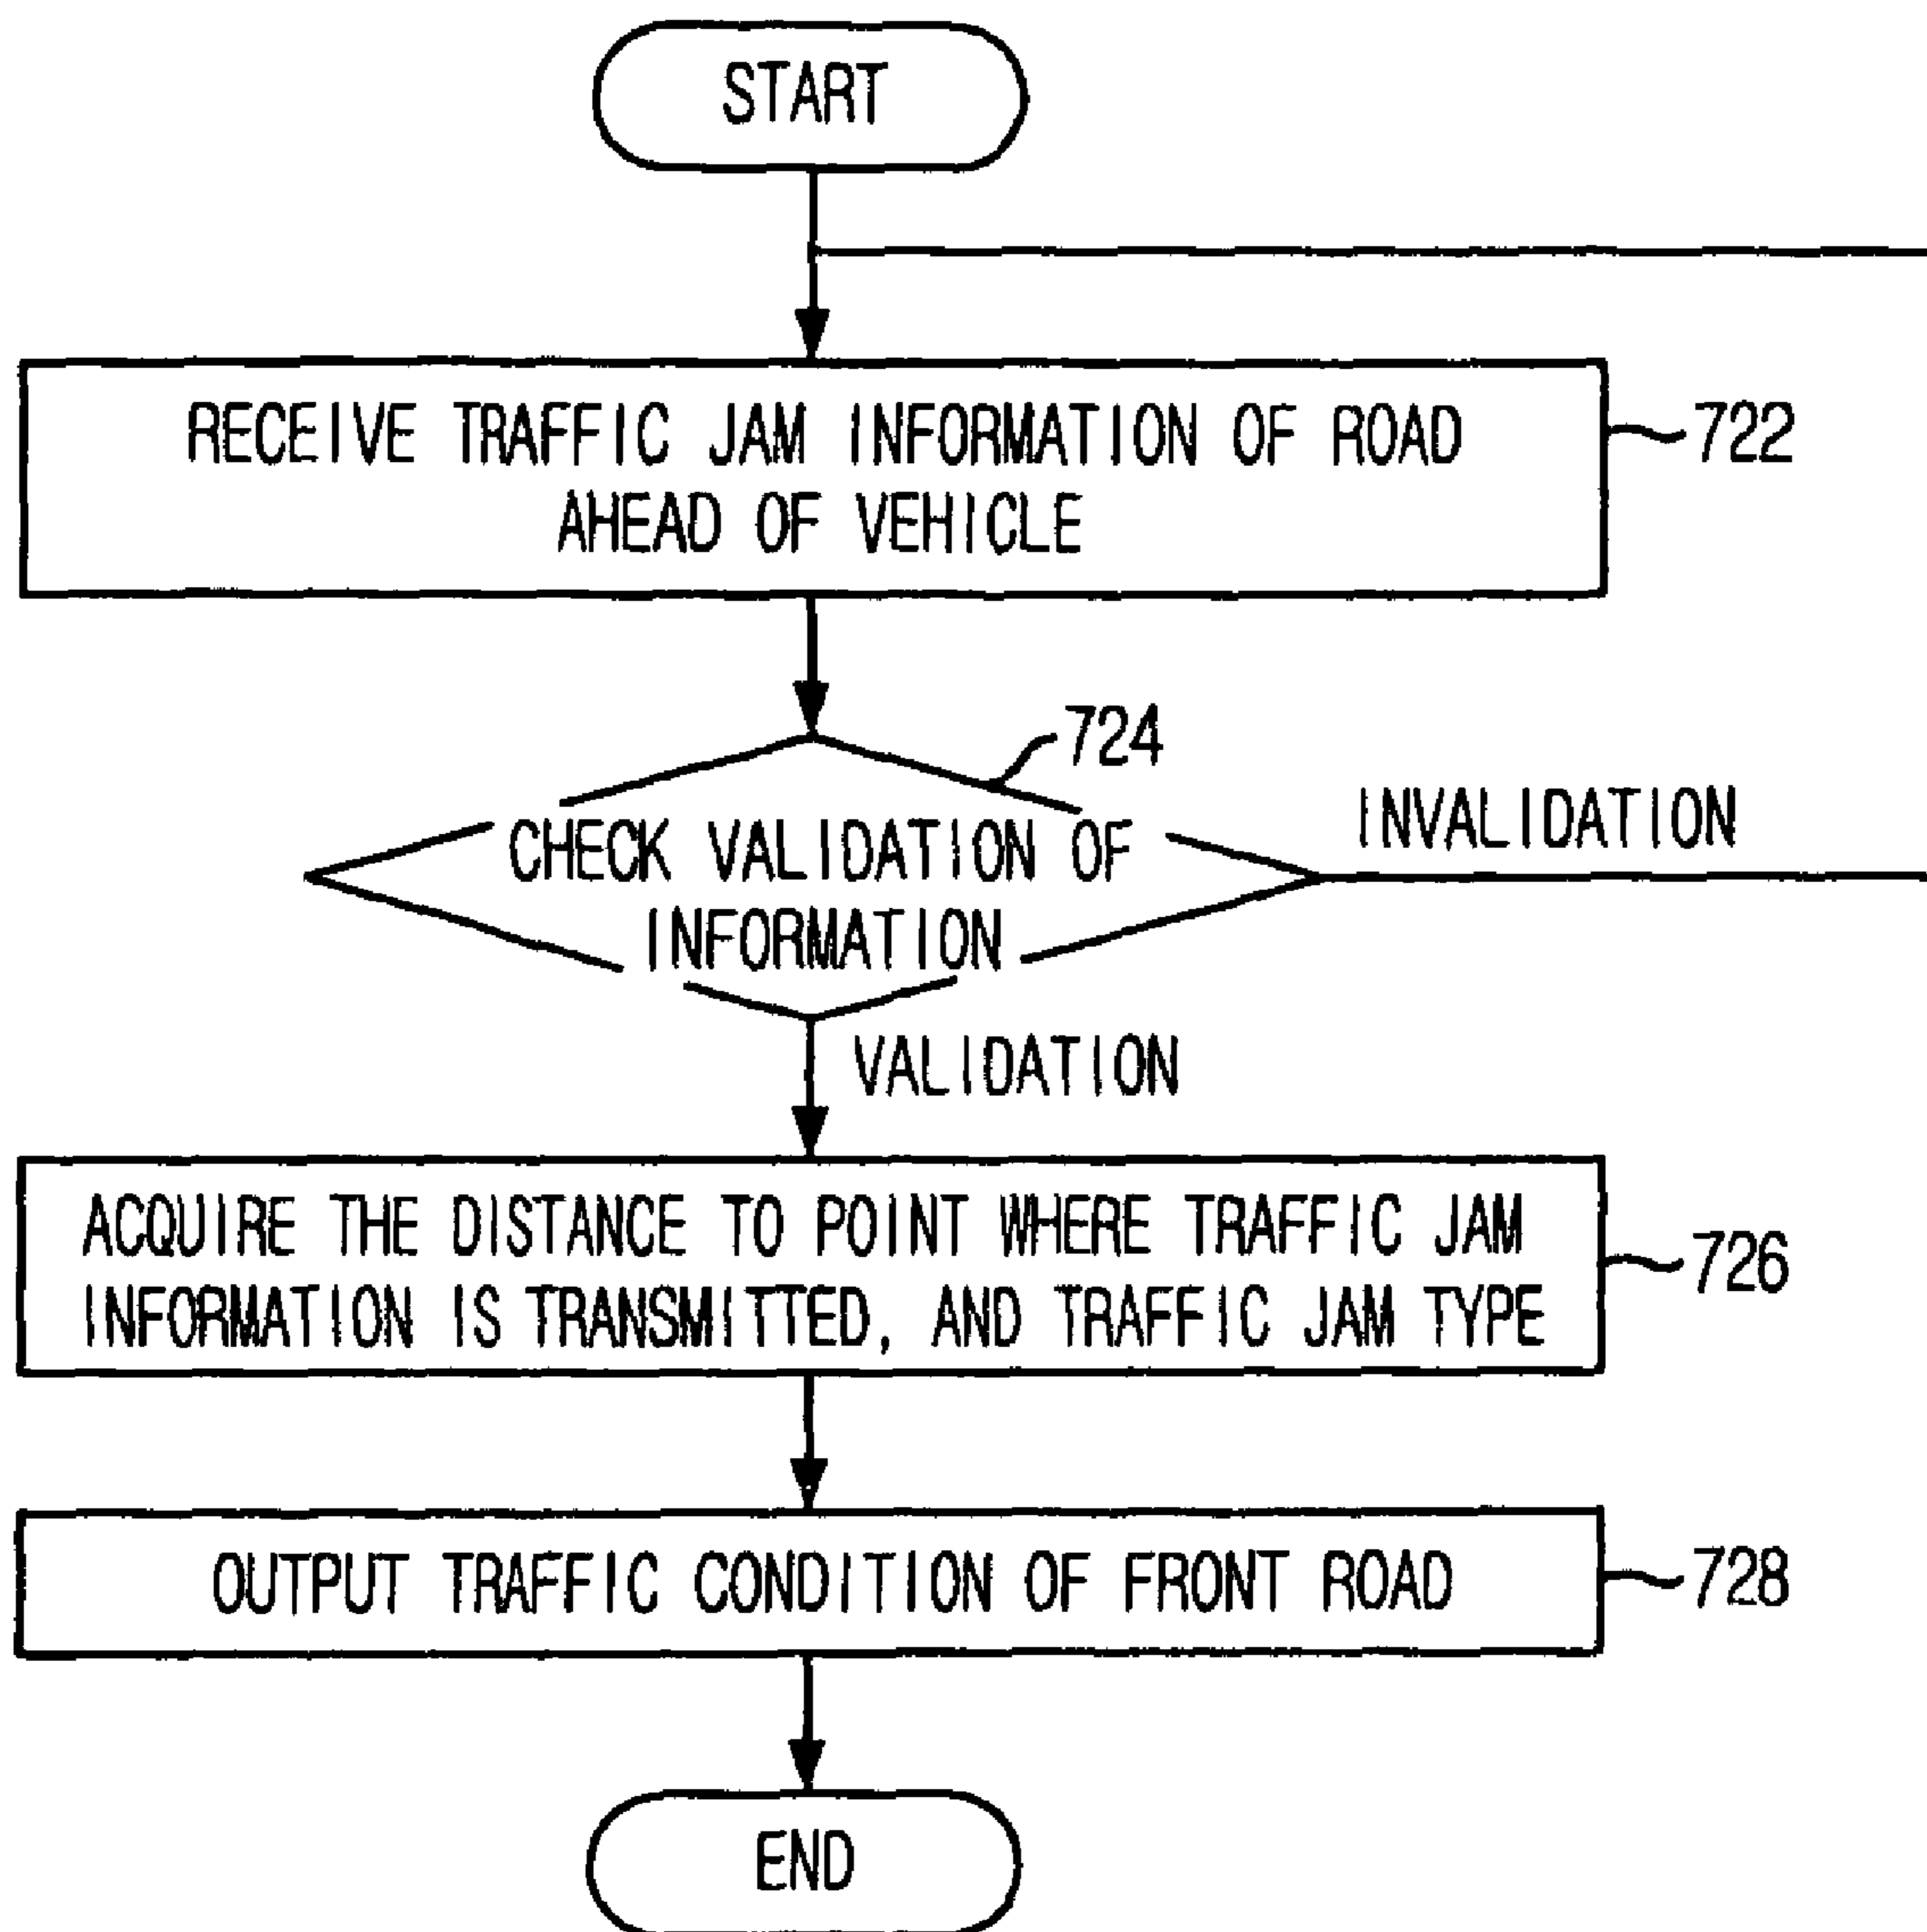 START
RECEIVE TRAFFIC JAM INFORMATION OF ROAD
AHEAD OF VEHICLE
722
724
CHECK VALIDATION OF
INFORMATION
INVALIDATION
VALIDATION
ACQUIRE THE DISTANCE TO POINT WHERE TRAFFIC JAM
INFORMATION IS TRANSMITTED, AND TRAFFIC JAM TYPE
726
OUTPUT TRAFFIC CONDITION OF FRONT ROAD
728
END